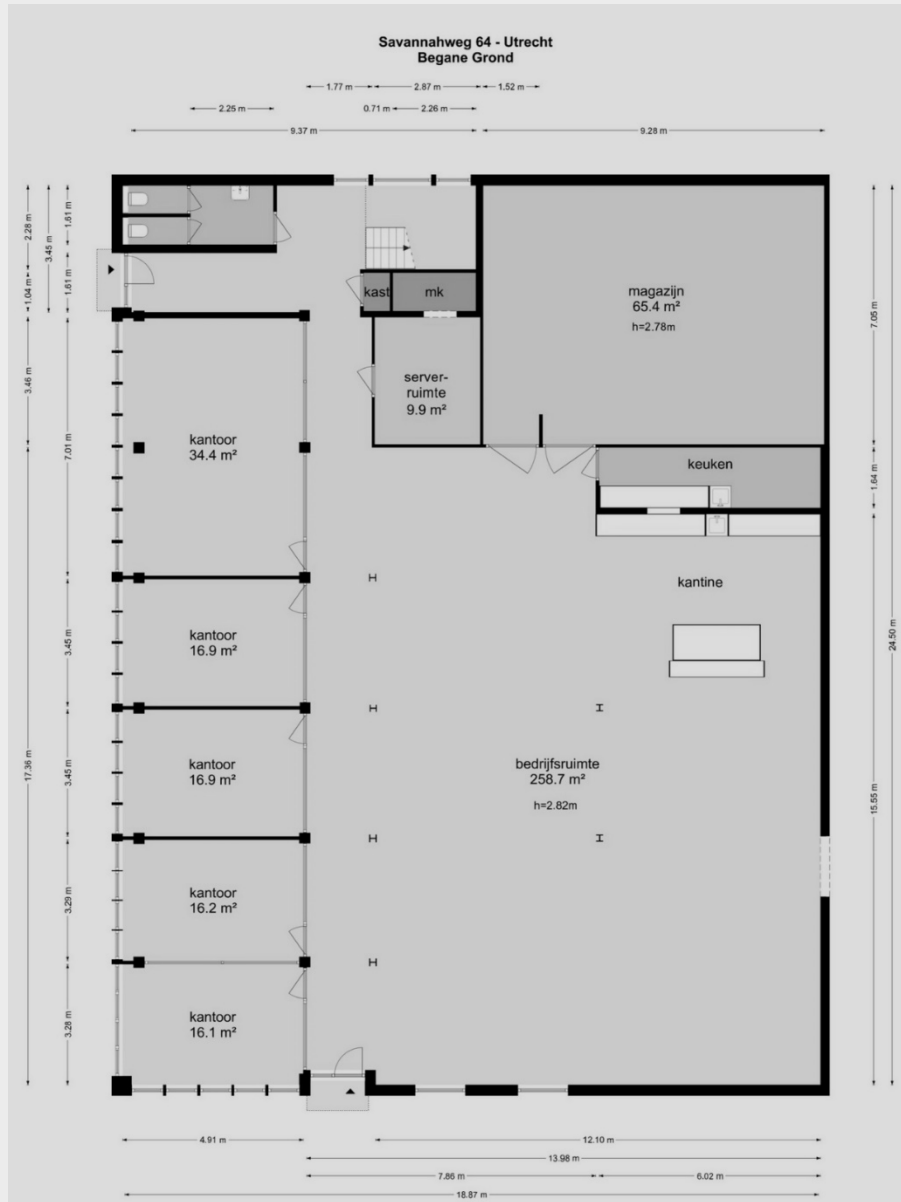 Savannahweg 64 - Utrecht
Begane Grond
1.77 m
2.87 m
1.52 m
2.25 m
0.71 m
2.26 m
9.37 m
9.28 m
2.28 m
3.45 m
1.61 m
1.04 m
1.61 m
3.46 m
7.01 m
17.36 m
3.45 m
3.45 m
3.29 m
3.28 m
kast
mk
magazijn
65.4 m²
h=2.78m
server-
ruimte
9.9 m²
kantoor
34.4 m²
keuken
kantine
kantoor
16.9 m²
kantoor
16.9 m²
bedrijfsruimte
258.7 m²
h=2.82m
kantoor
16.2 m²
kantoor
16.1 m²
7.05 m
1.64 m
24.50 m
15.55 m
4.91 m
12.10 m
13.98 m
7.86 m
6.02 m
18.87 m